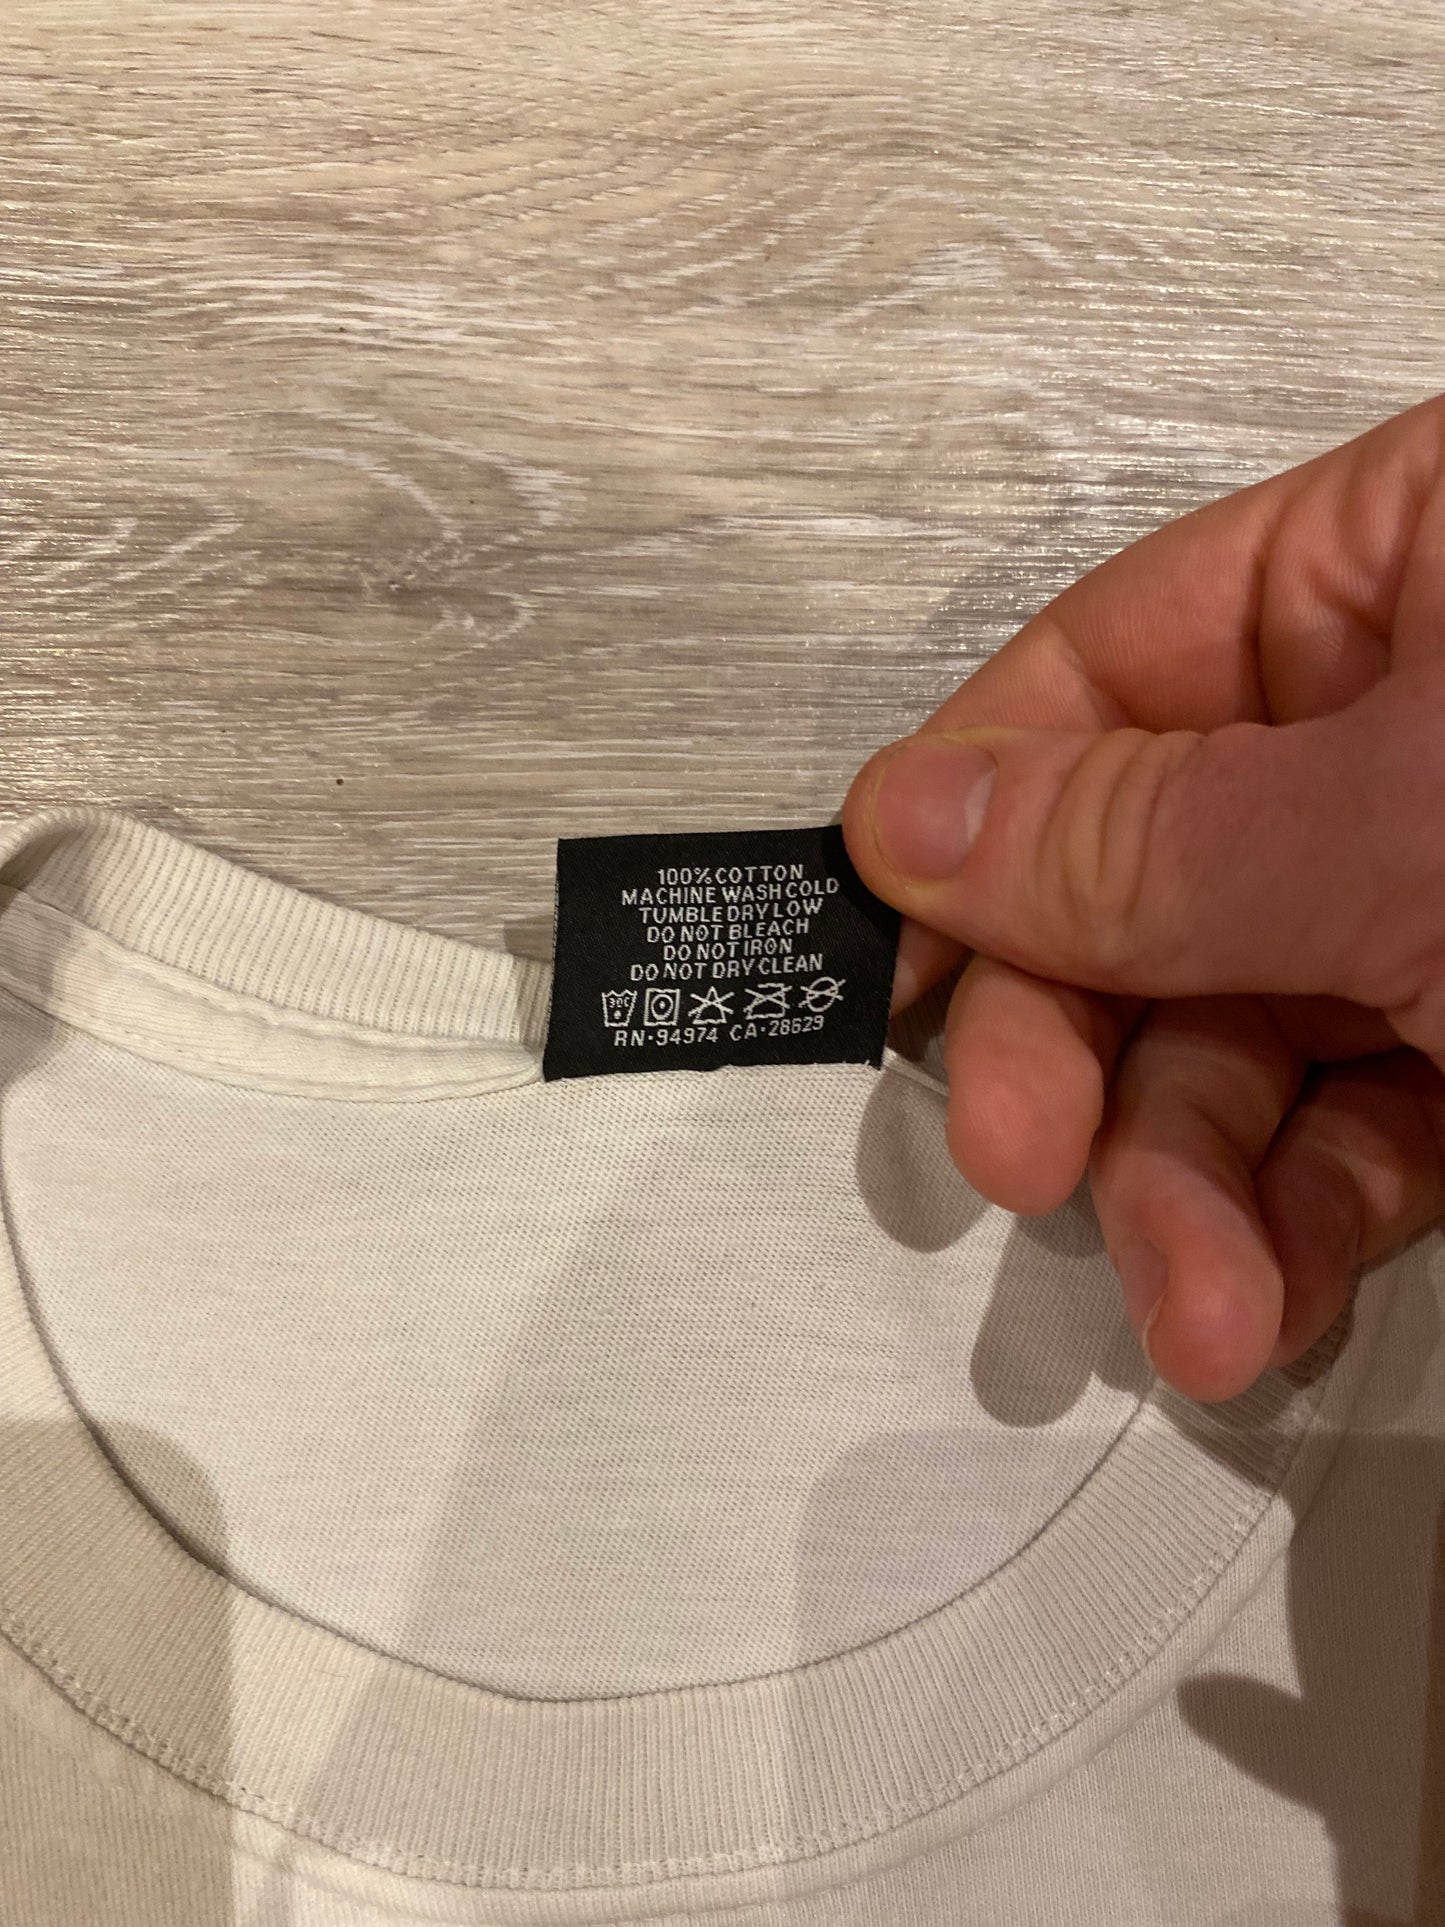 100% COTTON
MACHINE WASH COLD
TUMBLE DRY LOW
DO NOT BLEACH
DO NOT IRON
DO NOT DRY CLEAN
30C
RN·94974 CA·28629